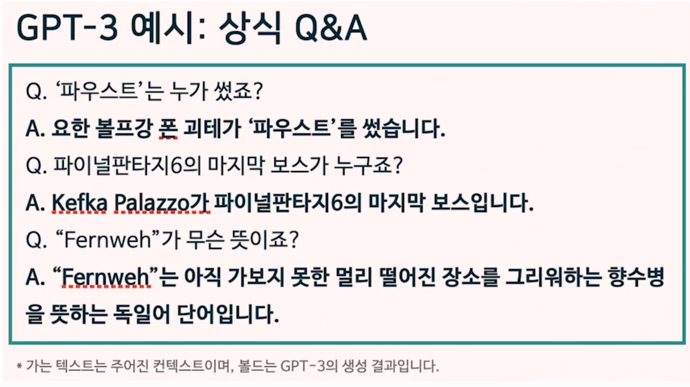 GPT-3 예시: 상식 Q&A
Q. ‘파우스트’는 누가 썼죠?
A. 요한 볼프강 폰 괴테가 ‘파우스트’를 썼습니다.
Q. 파이널판타지6의 마지막 보스가 누구죠?
A. Kefka Palazzo가 파이널판타지6의 마지막 보스입니다.
Q. “Fernweh”가 무슨 뜻이죠?
A. “Fernweh”는 아직 가보지 못한 멀리 떨어진 장소를 그리워하는 향수병
을 뜻하는 독일어 단어입니다.
* 가는 텍스트는 주어진 컨텍스트이며, 볼드는 GPT-3의 생성 결과입니다.